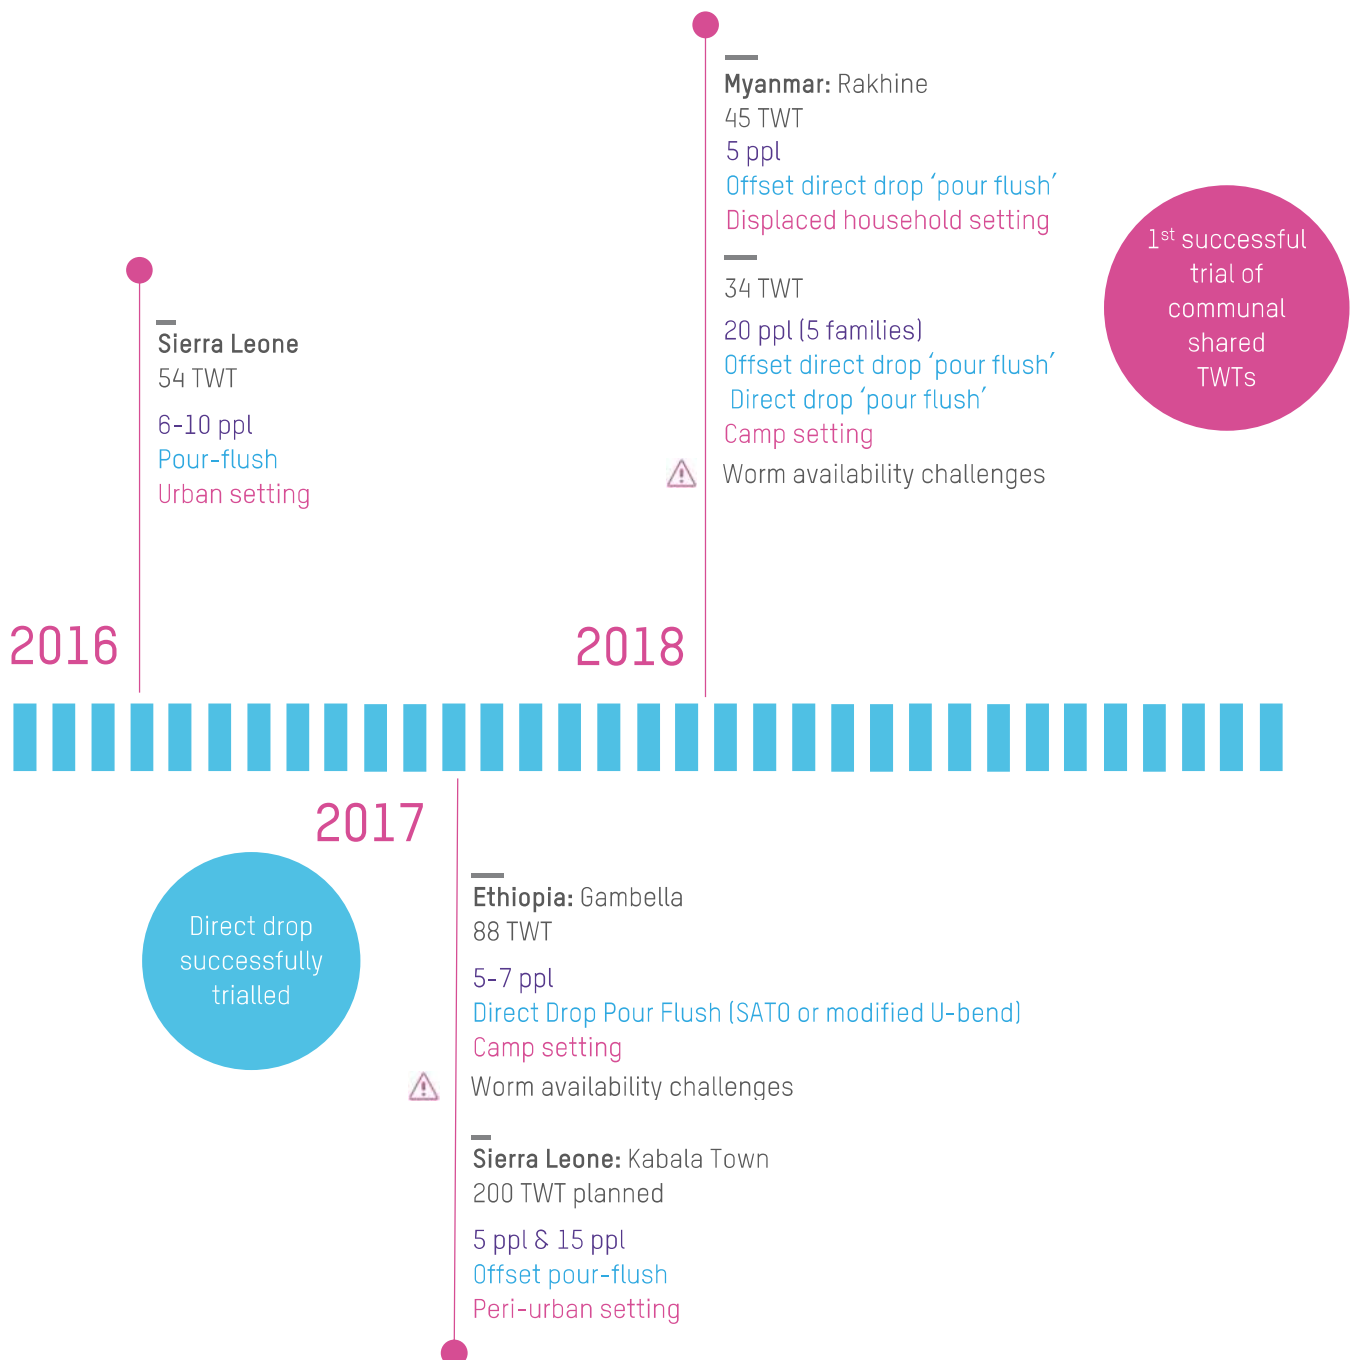 2016
Sierra Leone
54 TWT
6-10 ppl
Pour-flush
Urban setting
2018
Myanmar: Rakhine
45 TWT
5 ppl
Offset direct drop ‘pour flush’
Displaced household setting
34 TWT
20 ppl (5 families)
Offset direct drop ‘pour flush’
Direct drop ‘pour flush’
Camp setting
Worm availability challenges
1st successful
trial of
communal
shared
TWTs
2017
Direct drop
successfully
trialled
Ethiopia: Gambella
88 TWT
5-7 ppl
Direct Drop Pour Flush (SATO or modified U-bend)
Camp setting
Worm availability challenges
Sierra Leone: Kabala Town
200 TWT planned
5 ppl & 15 ppl
Offset pour-flush
Peri-urban setting